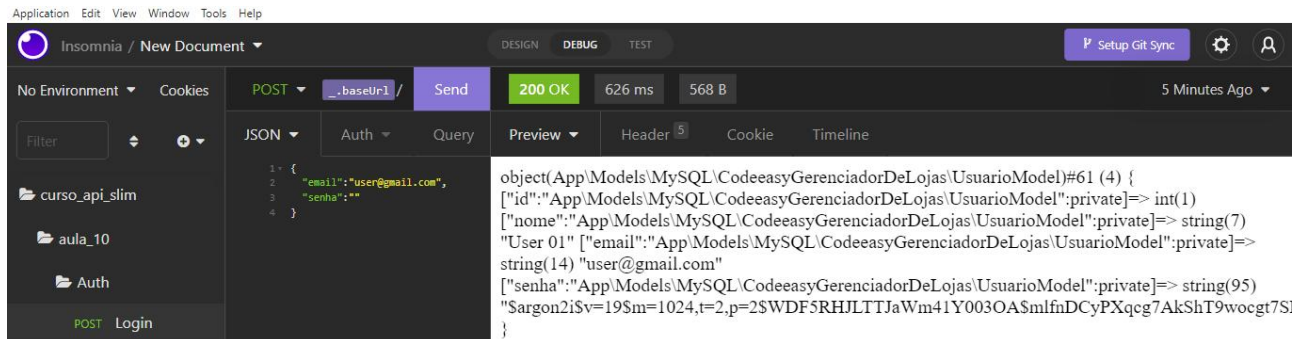 Application Edit View Window Tools Help
Insomnia / New Document
DESIGN DEBUG TEST
Setup Git Sync
No Environment Cookies
POST _.baseUrl / Send
200 OK 626 ms 568 B
5 Minutes Ago
Filter
JSON Auth Query
Preview Header 5 Cookie Timeline
curso_api_slim
aula_10
Auth
POST Login
1 {
2 "email":"user@gmail.com",
3 "senha":""
4 }
object(App\Models\MySQL\CodeeasyGerenciadorDeLojas\UsuarioModel)#61 (4) {
["id":"App\Models\MySQL\CodeeasyGerenciadorDeLojas\UsuarioModel":private]=> int(1)
["nome":"App\Models\MySQL\CodeeasyGerenciadorDeLojas\UsuarioModel":private]=> string(7)
"User 01" ["email":"App\Models\MySQL\CodeeasyGerenciadorDeLojas\UsuarioModel":private]=>
string(14) "user@gmail.com"
["senha":"App\Models\MySQL\CodeeasyGerenciadorDeLojas\UsuarioModel":private]=> string(95)
"$argon2i$v=19$m=1024,t=2,p=2$WDF5RHJLTTJaWm41Y003OA$mlfnDCyPXqcg7AkShT9wocgt7S
}